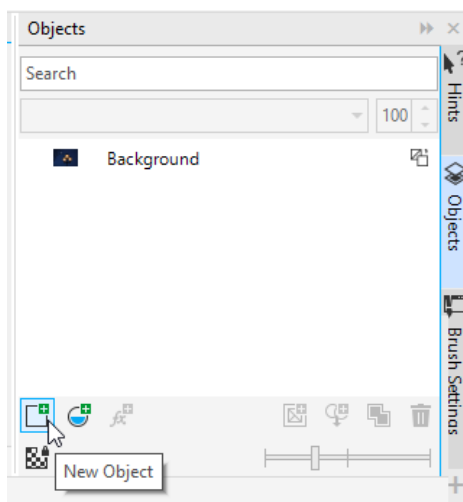 Objects
Search
100
Background
New Object
Hints
Objects
Brush Settings